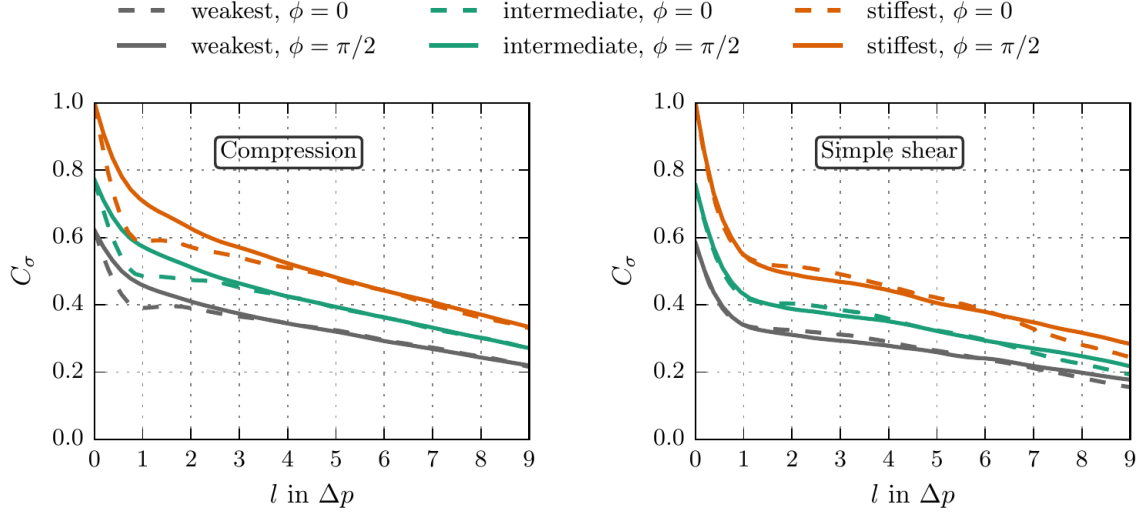 weakest, ϕ = 0
intermediate, ϕ = 0
stiffest, ϕ = 0
weakest, ϕ = π/2
intermediate, ϕ = π/2
stiffest, ϕ = π/2
Compression
1.0
0.8
0.6
0.4
0.2
0.0
C_σ
0 1 2 3 4 5 6 7 8 9
l in Δp
Simple shear
1.0
0.8
0.6
0.4
0.2
0.0
C_σ
0 1 2 3 4 5 6 7 8 9
l in Δp